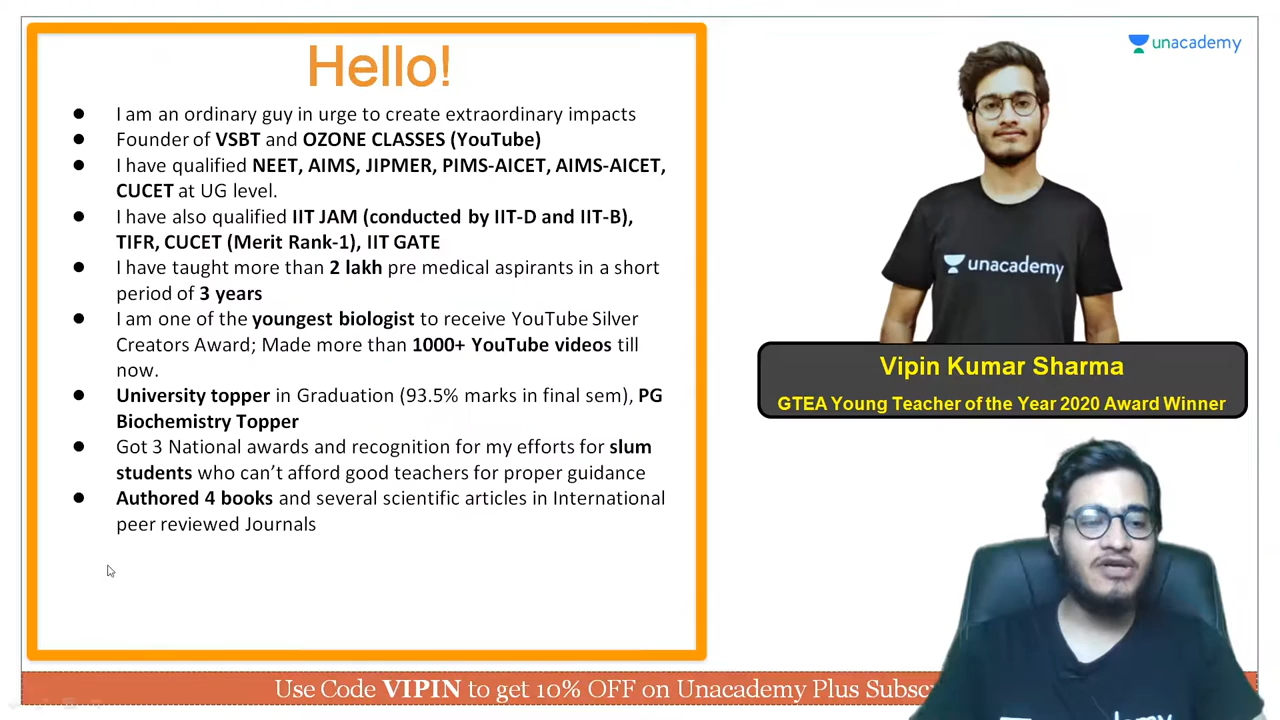 unacademy
Hello!
● I am an ordinary guy in urge to create extraordinary impacts
● Founder of VSBT and OZONE CLASSES (YouTube)
● I have qualified NEET, AIMS, JIPMER, PIMS-AICET, AIMS-AICET,
CUCET at UG level.
● I have also qualified IIT JAM (conducted by IIT-D and IIT-B),
TIFR, CUCET (Merit Rank-1), IIT GATE
● I have taught more than 2 lakh pre medical aspirants in a short
period of 3 years
● I am one of the youngest biologist to receive YouTube Silver
Creators Award; Made more than 1000+ YouTube videos till
now.
● University topper in Graduation (93.5% marks in final sem), PG
Biochemistry Topper
● Got 3 National awards and recognition for my efforts for slum
students who can’t afford good teachers for proper guidance
● Authored 4 books and several scientific articles in International
peer reviewed Journals
unacademy
Vipin Kumar Sharma
GTEA Young Teacher of the Year 2020 Award Winner
Use Code VIPIN to get 10% OFF on Unacademy Plus